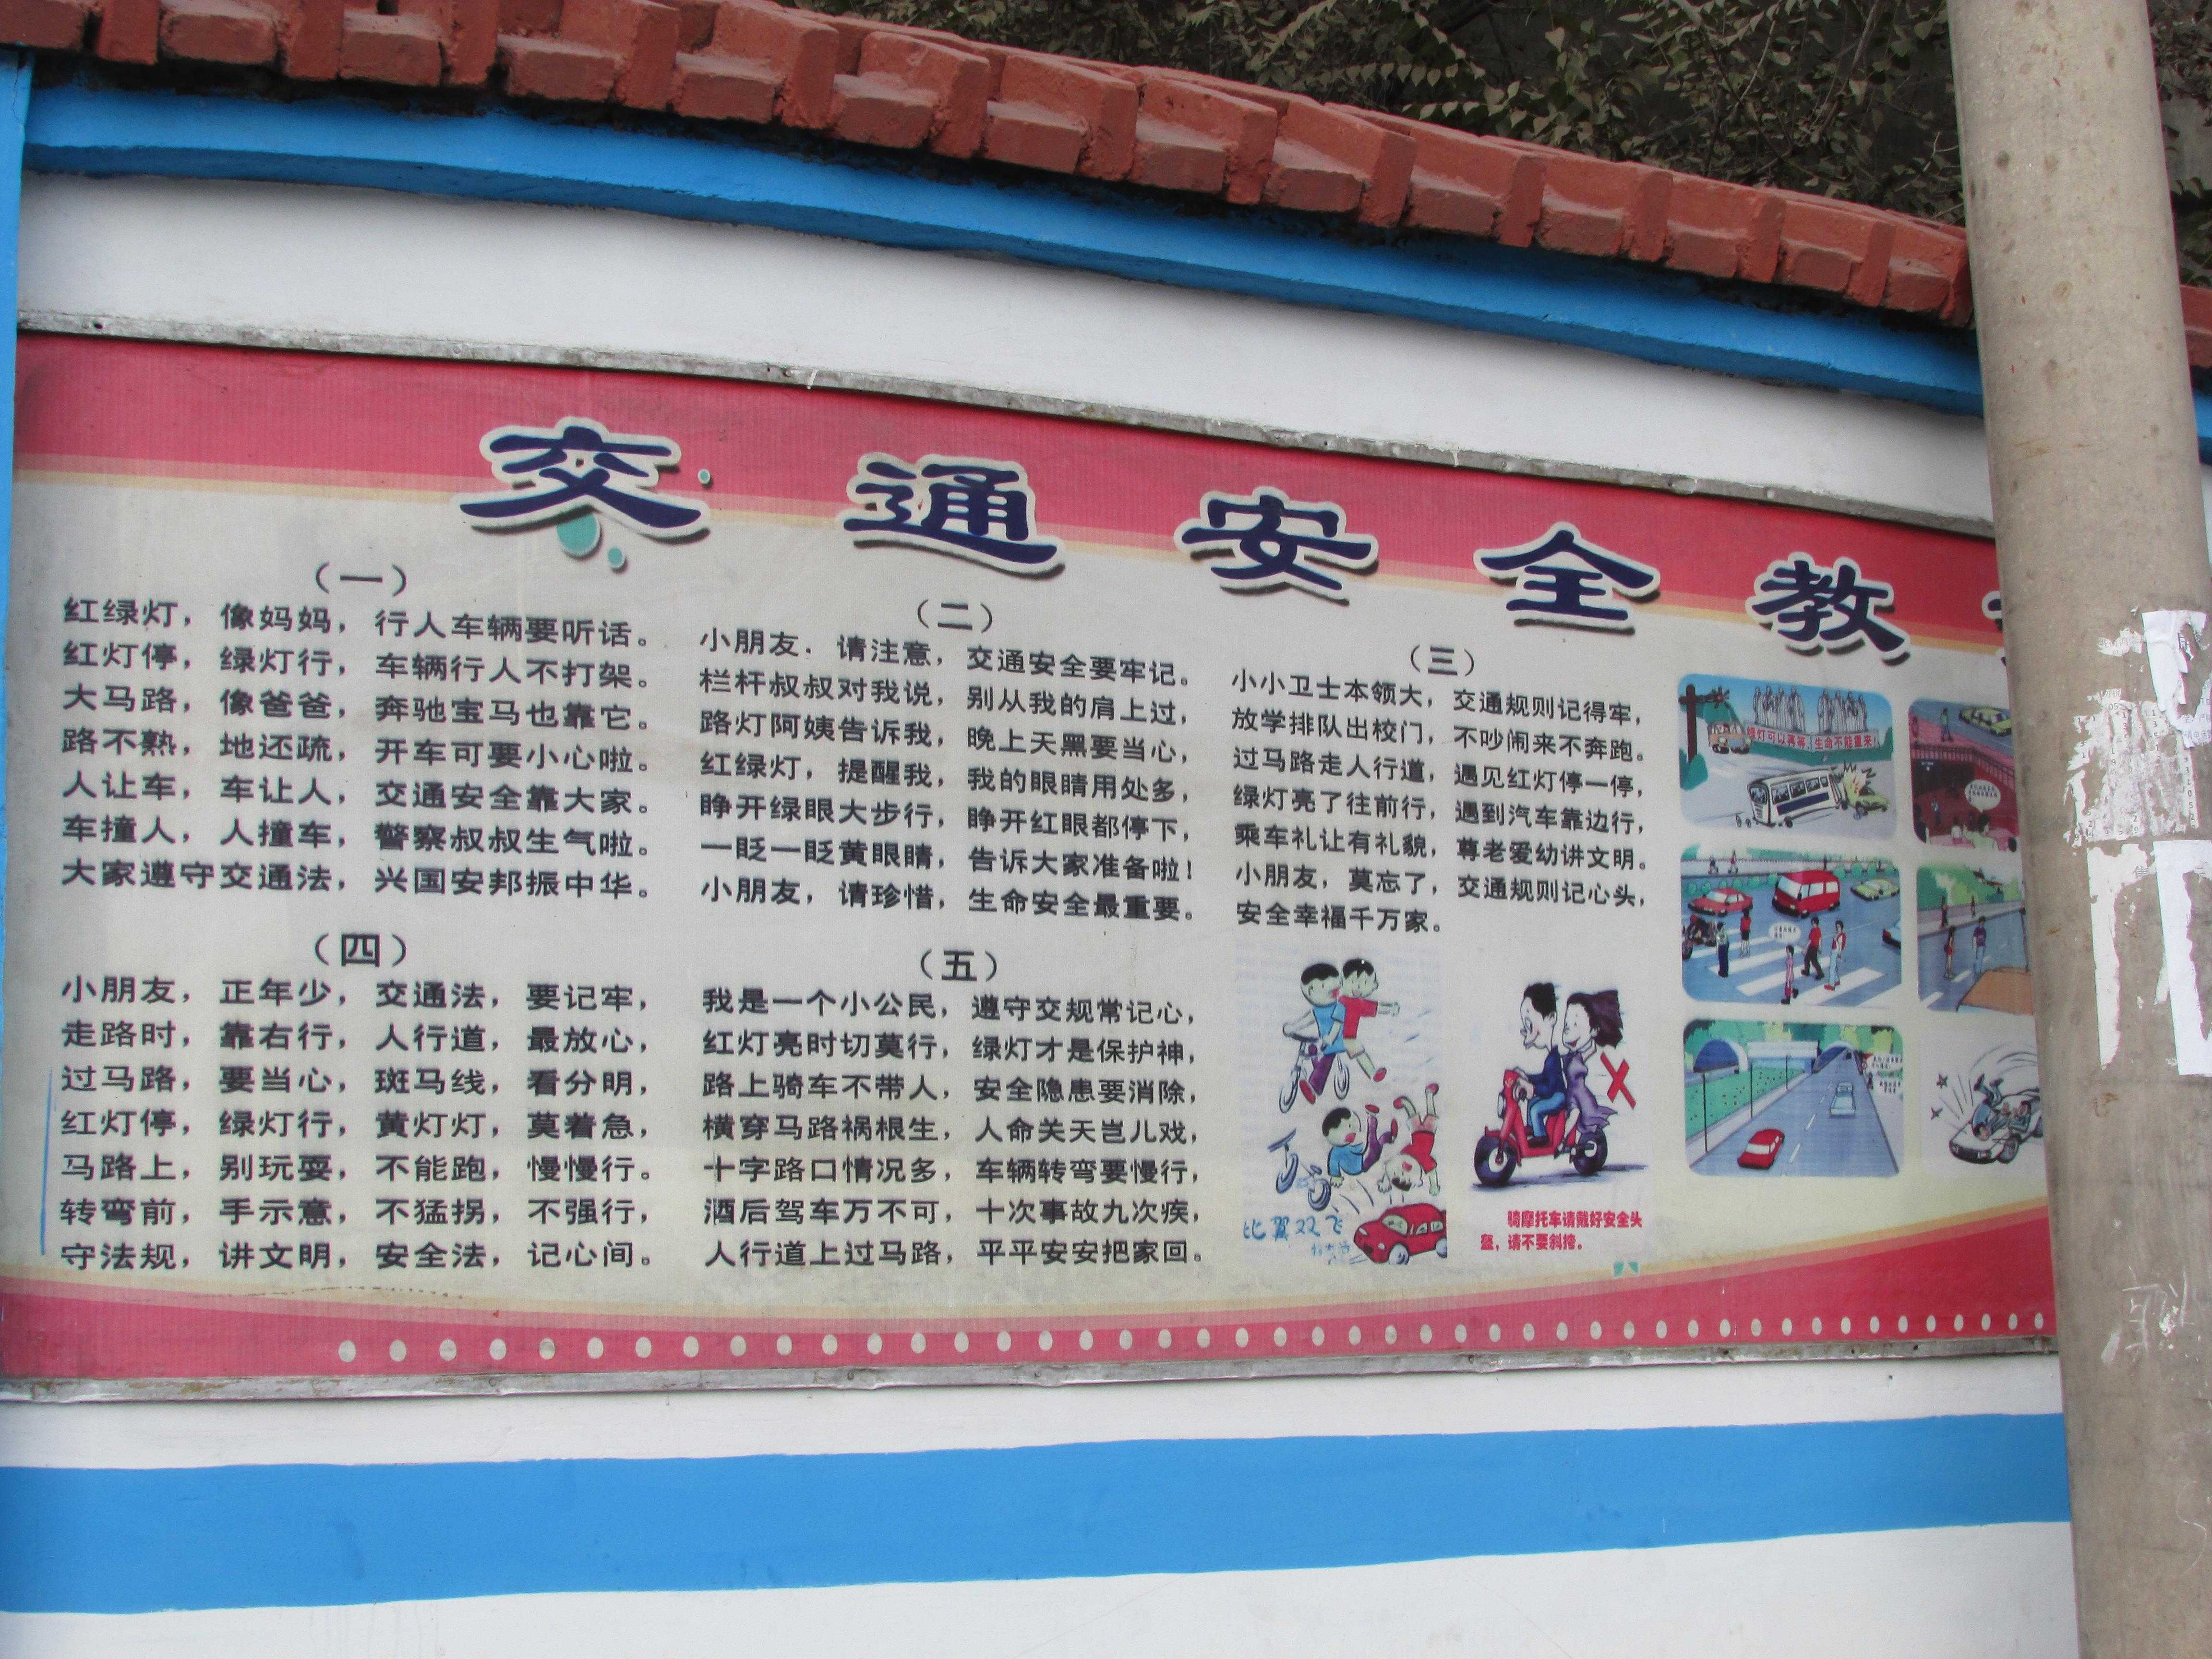 交通安全教
（一）
红绿灯，像妈妈，行人车辆要听话。
红灯停，绿灯行，车辆行人不打架。
大马路，像爸爸，奔驰宝马也靠它。
路不熟，地还疏，开车可要小心啦。
人让车，车让人，交通安全靠大家。
车撞人，人撞车，警察叔叔生气啦。
大家遵守交通法，兴国安邦振中华。
（二）
小朋友．请注意，交通安全要牢记。
栏杆叔叔对我说，别从我的肩上过，
路灯阿姨告诉我，晚上天黑要当心，
红绿灯，提醒我，我的眼睛用处多，
睁开绿眼大步行，睁开红眼都停下，
一眨一眨黄眼睛，告诉大家准备啦！
小朋友，请珍惜，生命安全最重要。
（三）
小小卫士本领大，交通规则记得牢，
放学排队出校门，不吵闹来不奔跑。
过马路走人行道，遇见红灯停一停，
绿灯亮了往前行，遇到汽车靠边行，
乘车礼让有礼貌，尊老爱幼讲文明。
小朋友，莫忘了，交通规则记心头，
安全幸福千万家。
（四）
小朋友，正年少，交通法，要记牢，
走路时，靠右行，人行道，最放心，
过马路，要当心，斑马线，看分明，
红灯停，绿灯行，黄灯灯，莫着急，
马路上，别玩耍，不能跑，慢慢行。
转弯前，手示意，不猛拐，不强行，
守法规，讲文明，安全法，记心间。
（五）
我是一个小公民，遵守交规常记心，
红灯亮时切莫行，绿灯才是保护神，
路上骑车不带人，安全隐患要消除，
横穿马路祸根生，人命关天岂儿戏，
十字路口情况多，车辆转弯要慢行，
酒后驾车万不可，十次事故九次疾，
人行道上过马路，平平安安把家回。
比翼双飞
骑摩托车请戴好安全头
盔，请不要斜挎。
绿灯可以再等 生命不能重来！